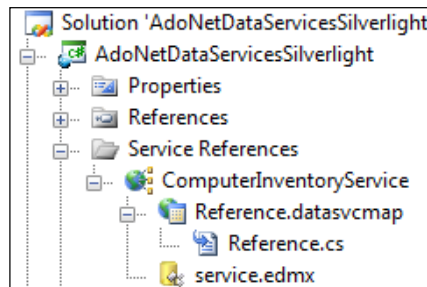 Solution 'AdoNetDataServicesSilverlight
AdoNetDataServicesSilverlight
Properties
References
Service References
ComputerInventoryService
Reference.datasvcmap
Reference.cs
service.edmx